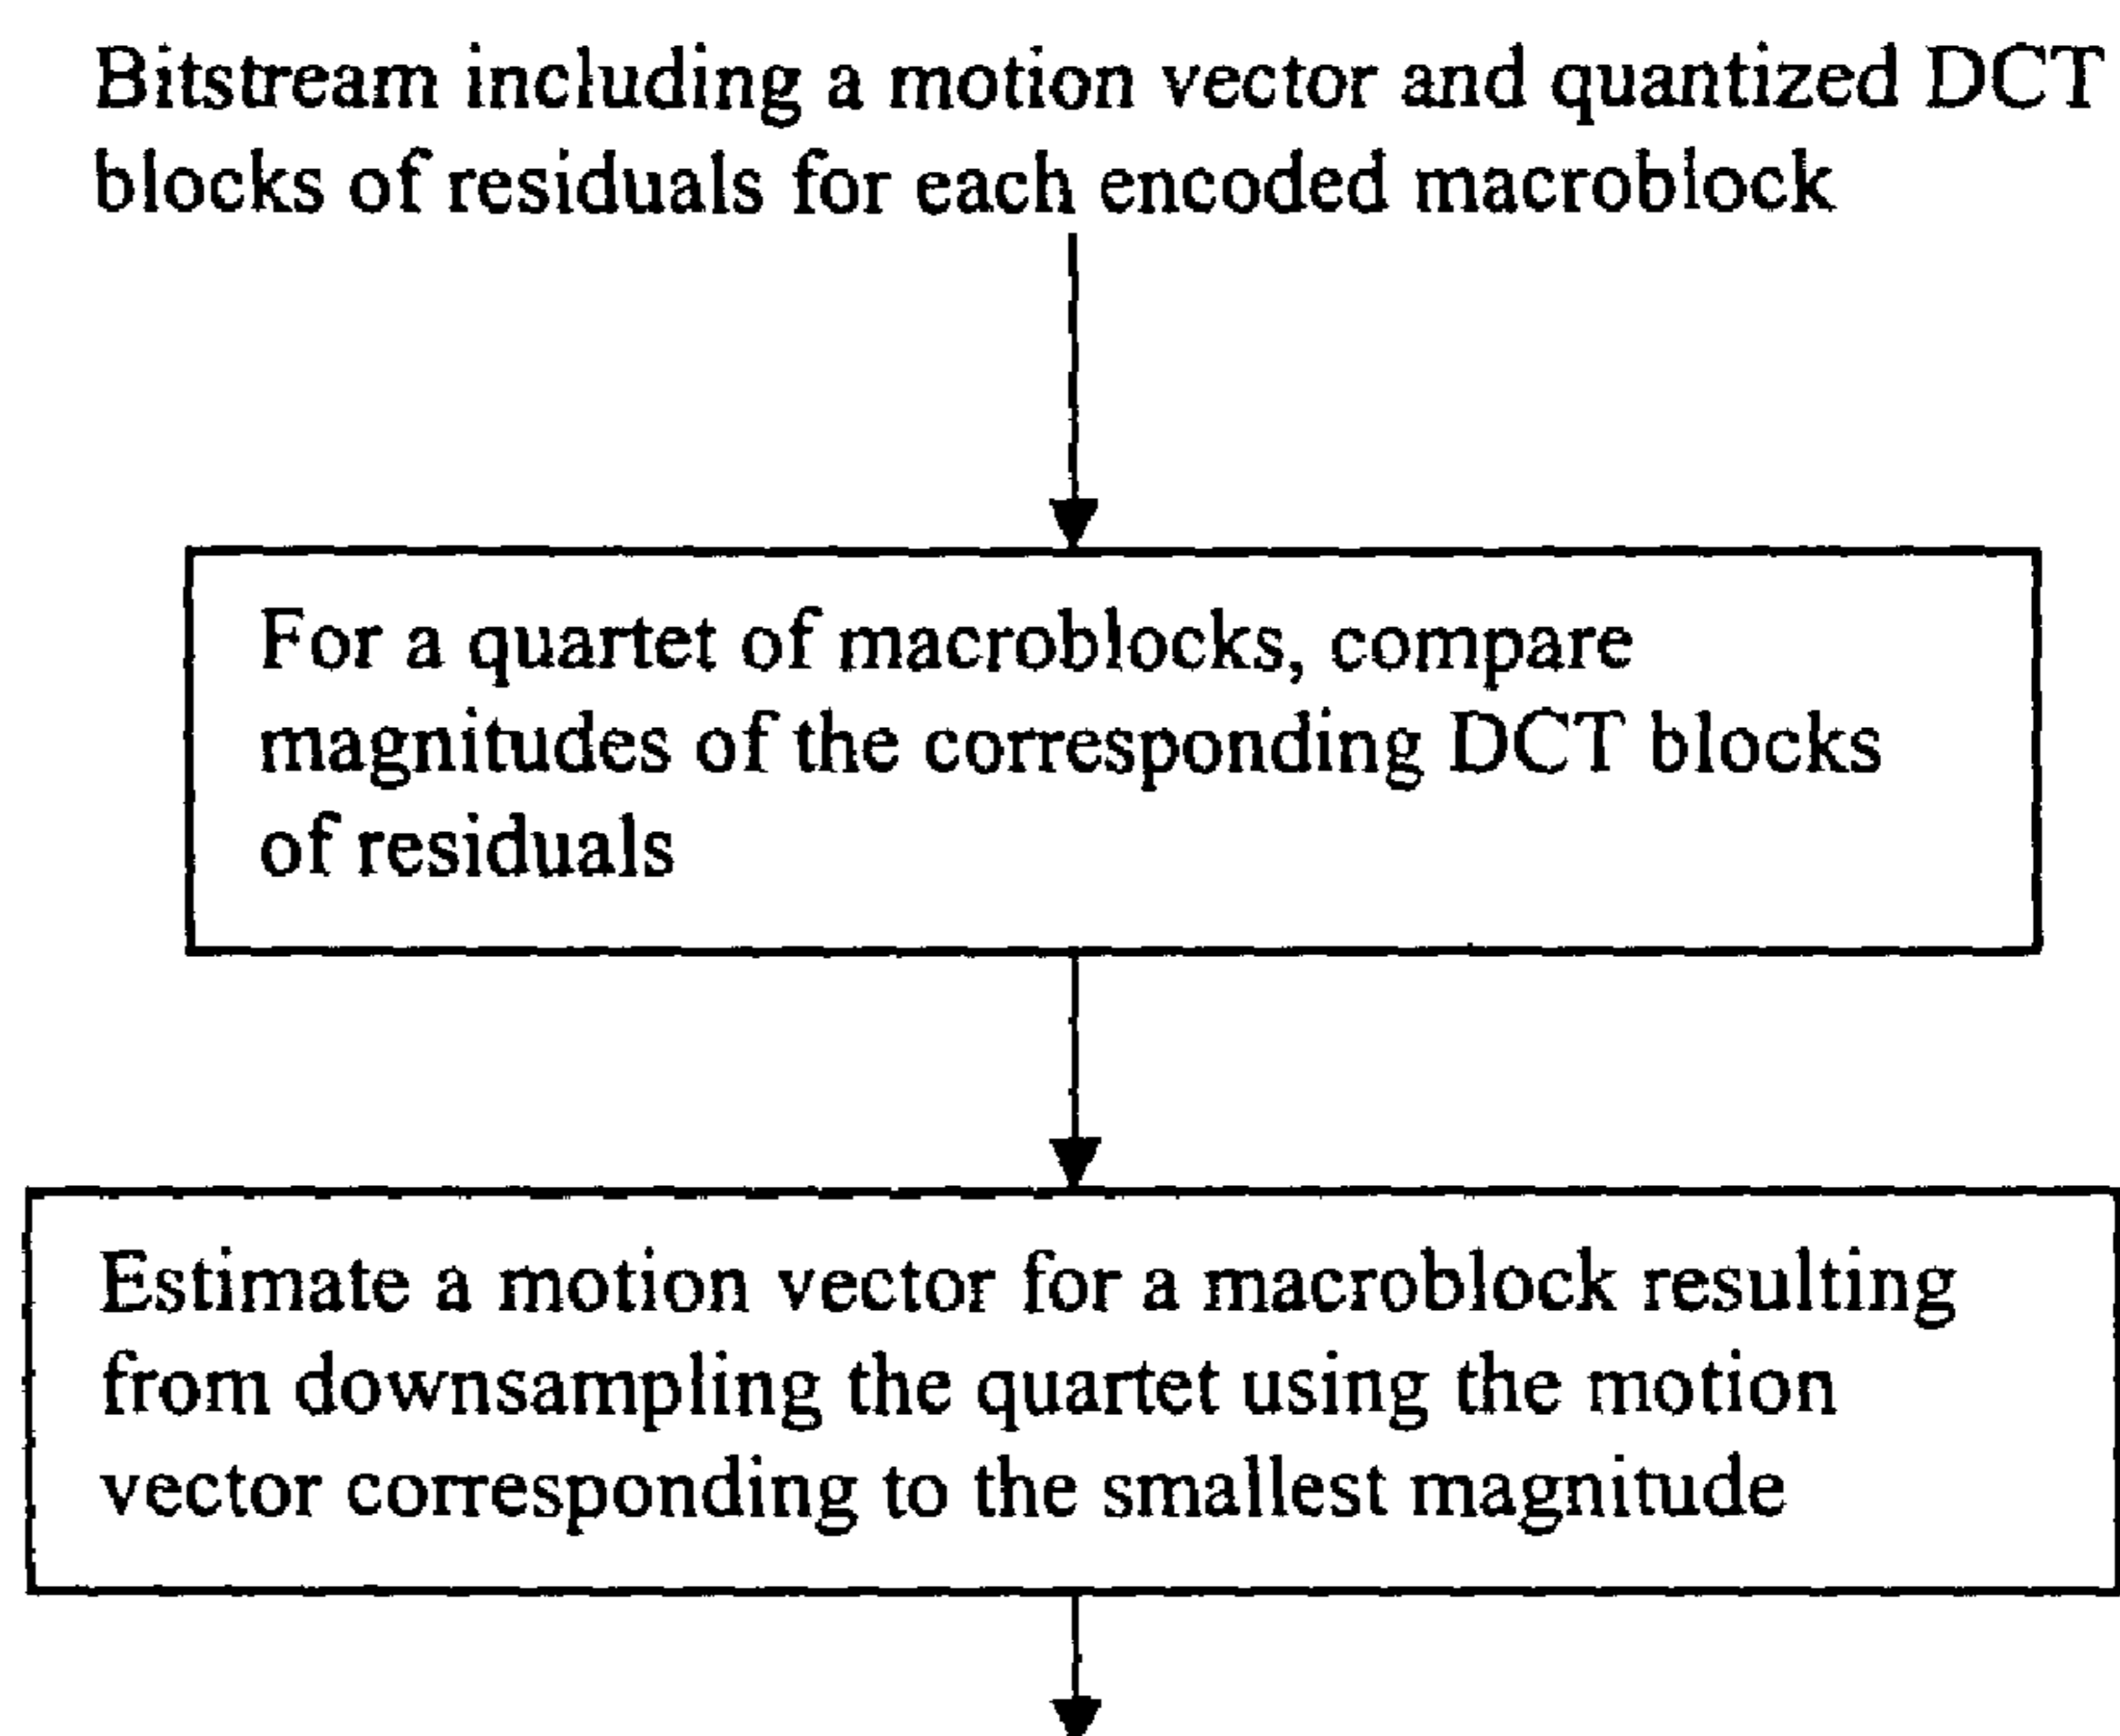 Bitstream including a motion vector and quantized DCT
blocks of residuals for each encoded macroblock
For a quartet of macroblocks, compare
magnitudes of the corresponding DCT blocks
of residuals
Estimate a motion vector for a macroblock resulting
from downsampling the quartet using the motion
vector corresponding to the smallest magnitude